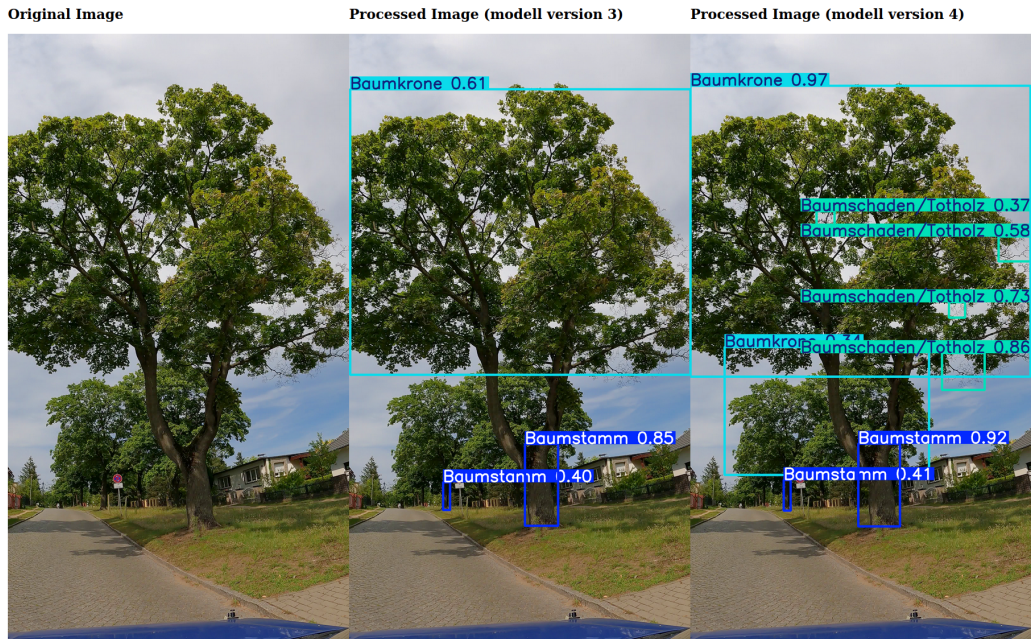 Original Image
Processed Image (modell version 3)
Processed Image (modell version 4)
Baumkrone 0.61
Baumstamm 0.85
Baumstamm 0.40
Baumkrone 0.97
Baumschaden/Totholz 0.37
Baumschaden/Totholz 0.58
Baumschaden/Totholz 0.73
Baumschaden/Totholz 0.86
Baumstamm 0.92
Baumstamm 0.41